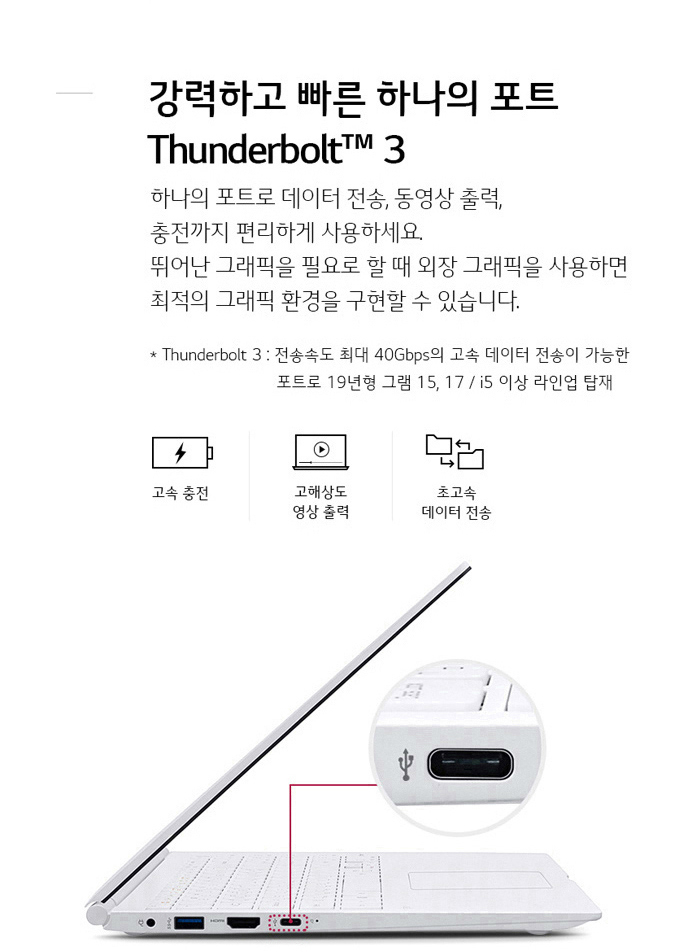 강력하고 빠른 하나의 포트
Thunderbolt™ 3
하나의 포트로 데이터 전송, 동영상 출력,
충전까지 편리하게 사용하세요.
뛰어난 그래픽을 필요로 할 때 외장 그래픽을 사용하면
최적의 그래픽 환경을 구현할 수 있습니다.
* Thunderbolt 3 : 전송속도 최대 40Gbps의 고속 데이터 전송이 가능한
포트로 19년형 그램 15, 17 / i5 이상 라인업 탑재
고속 충전
고해상도
영상 출력
초고속
데이터 전송
HDMI